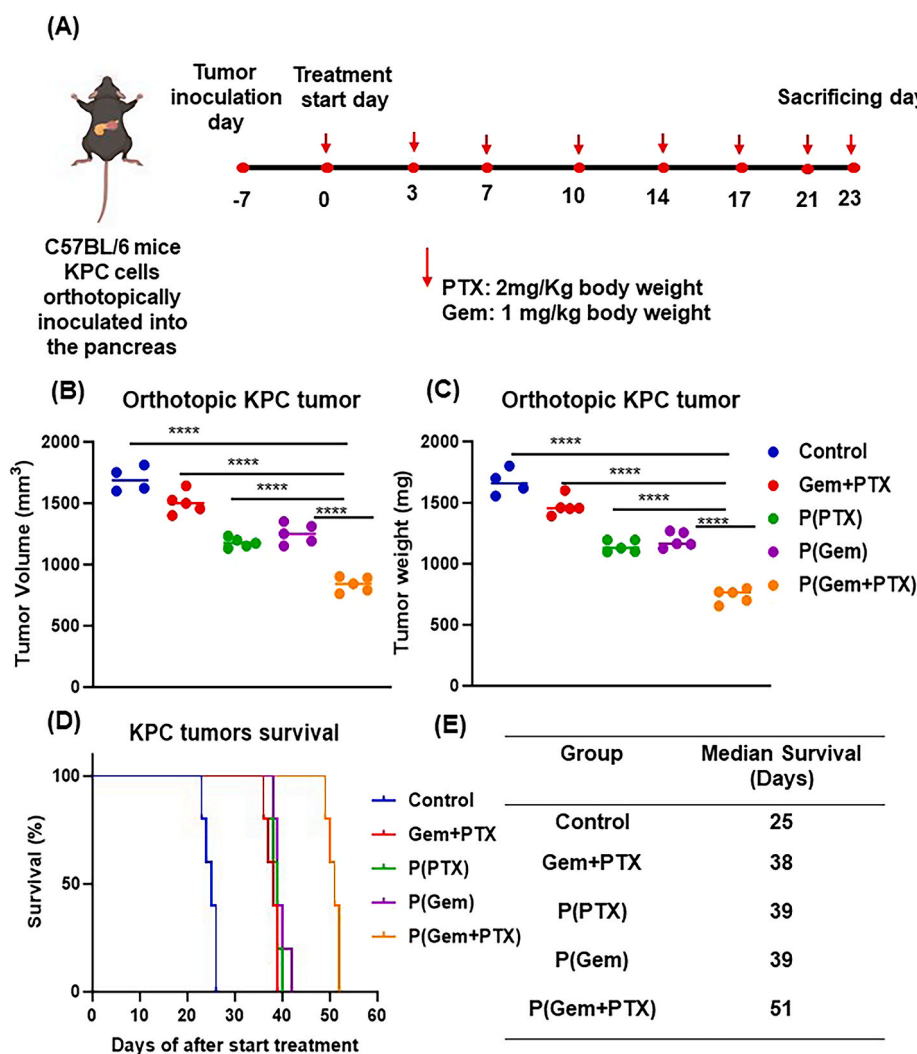 (A)
Tumor
inoculation
day
Treatment
start day
Sacrificing day
-7 0 3 7 10 14 17 21 23
C57BL/6 mice
KPC cells
orthotopically
inoculated into
the pancreas
PTX: 2mg/Kg body weight
Gem: 1 mg/kg body weight
(B)
Orthotopic KPC tumor
Tumor Volume (mm³)
2000
1500
1000
500
0
****
****
****
****
(C)
Orthotopic KPC tumor
Tumor weight (mg)
2000
1500
1000
500
0
****
****
****
****
Control
Gem+PTX
P(PTX)
P(Gem)
P(Gem+PTX)
(D)
KPC tumors survival
Survival (%)
100
50
0
0 10 20 30 40 50 60
Days of after start treatment
Control
Gem+PTX
P(PTX)
P(Gem)
P(Gem+PTX)
(E)
Group Median Survival
(Days)
Control 25
Gem+PTX 38
P(PTX) 39
P(Gem) 39
P(Gem+PTX) 51